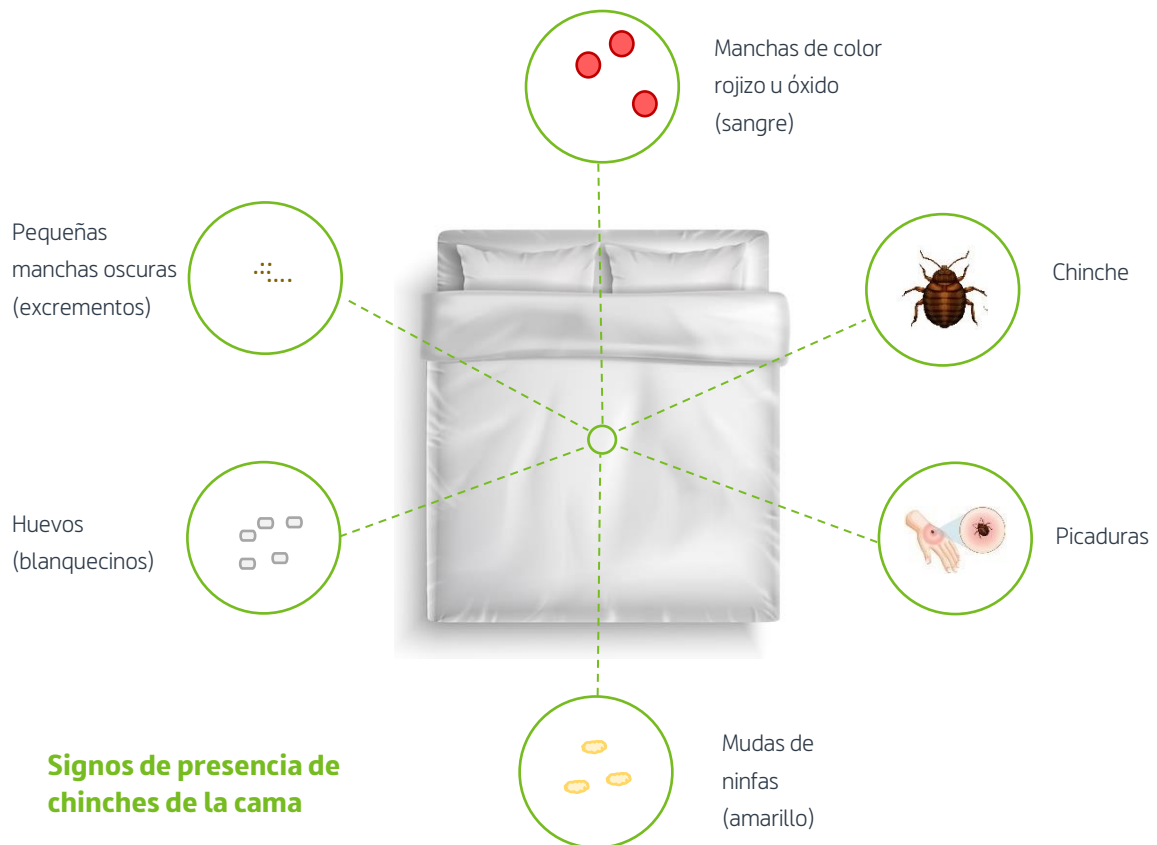 Manchas de color
rojizo u óxido
(sangre)
Pequeñas
manchas oscuras
(excrementos)
Chinche
Huevos
(blanquecinos)
Picaduras
Mudas de
ninfas
(amarillo)
Signos de presencia de
chinches de la cama